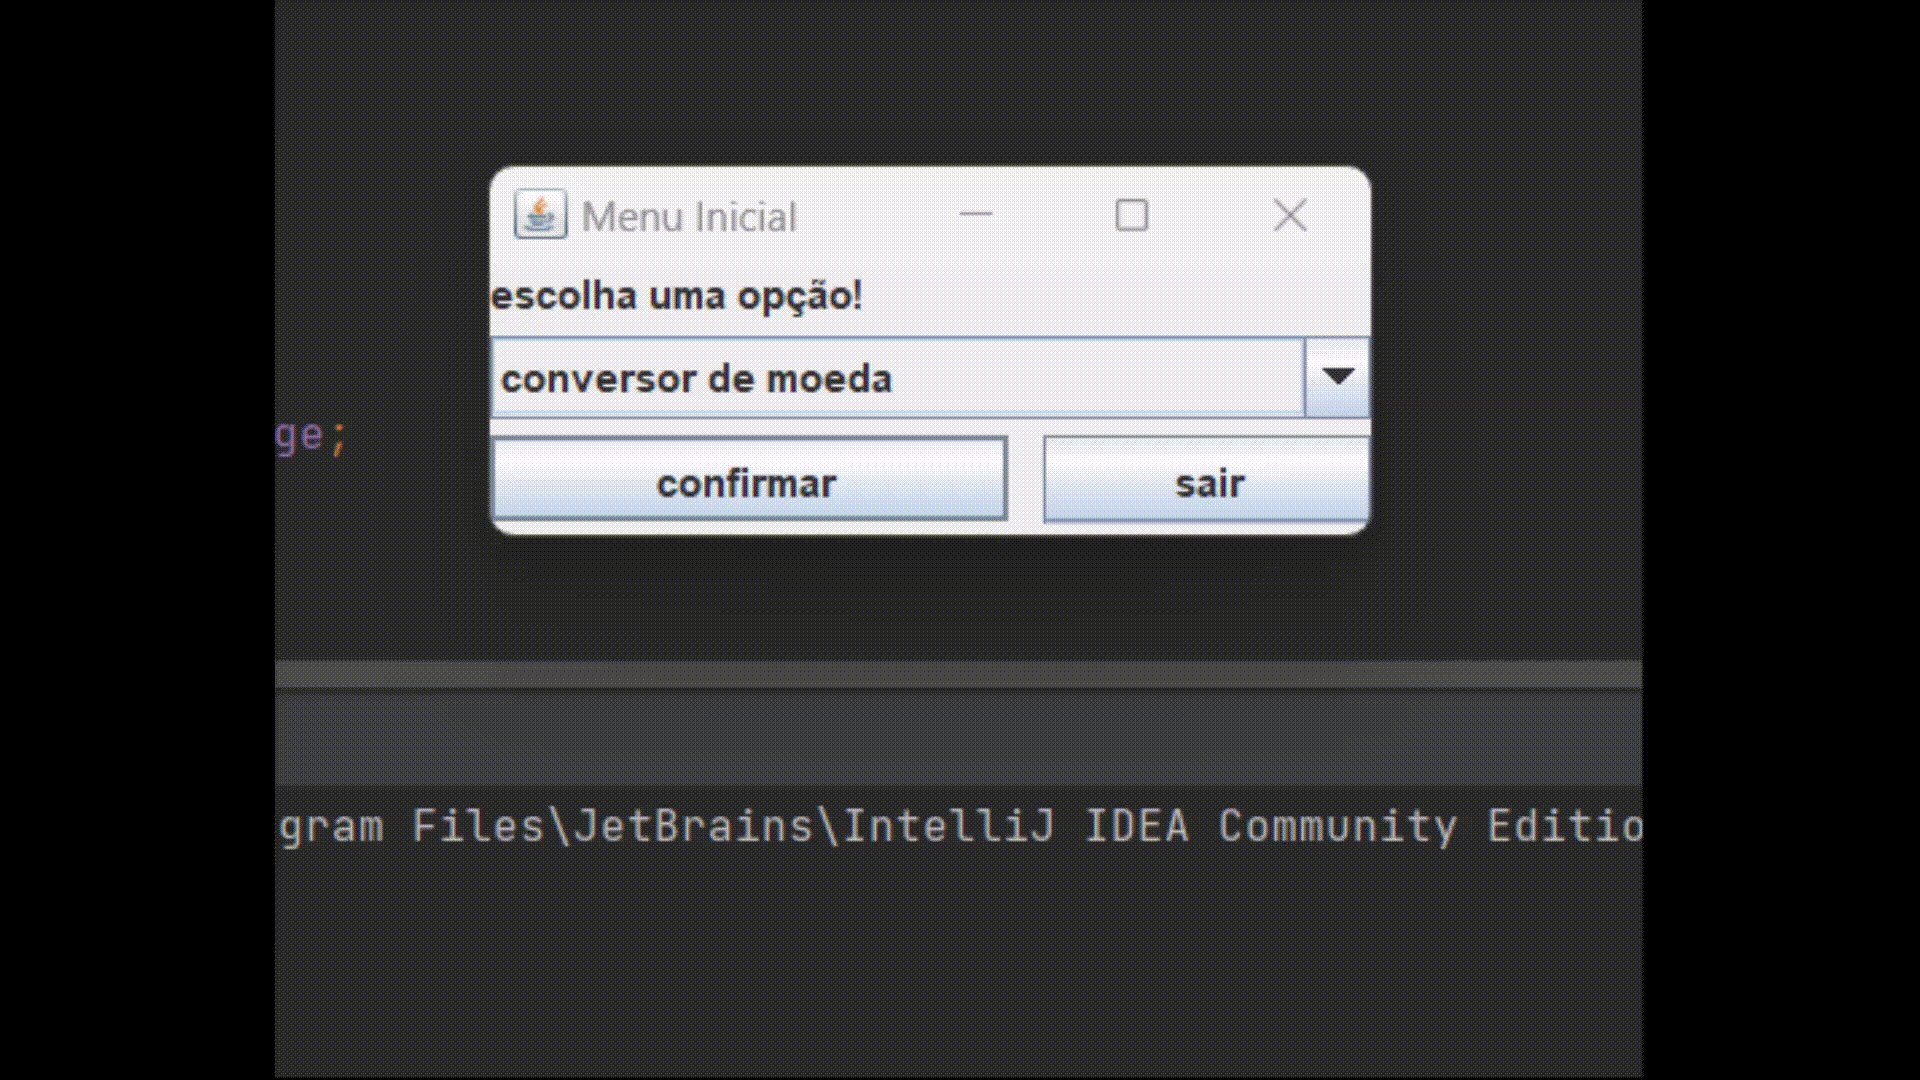 Menu Inicial
escolha uma opção!
conversor de moeda
ge;
confirmar
sair
gram Files\JetBrains\IntelliJ IDEA Community Editio